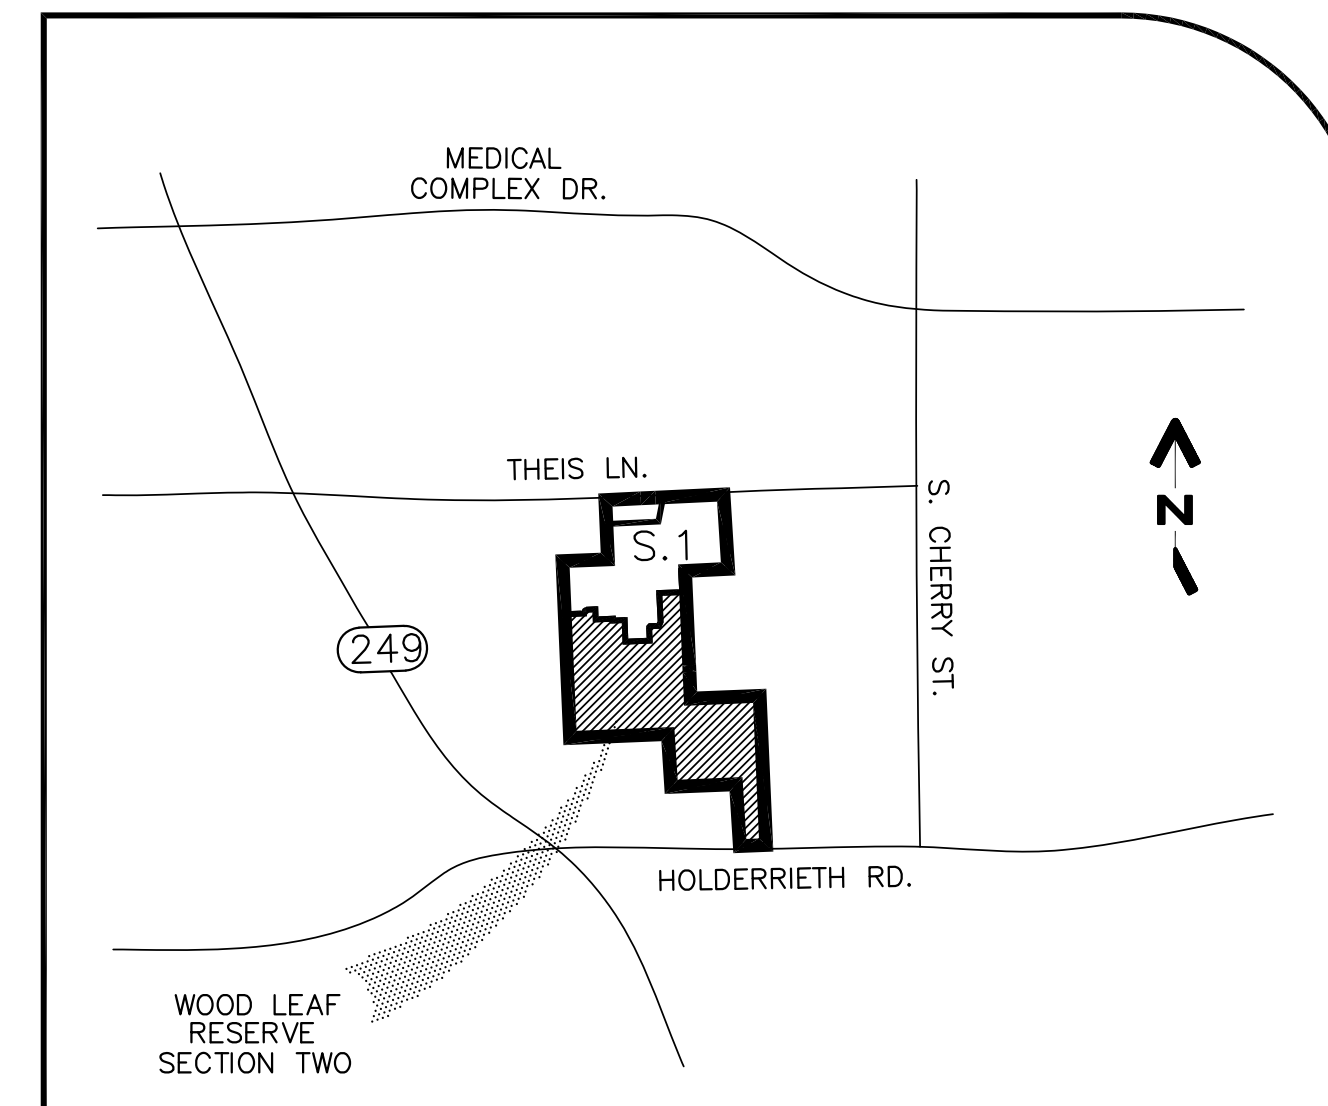 MEDICAL
COMPLEX DR.
THEIS LN.
S. CHERRY ST.
N
S.1
249
HOLDERRIETH RD.
WOOD LEAF
RESERVE
SECTION TWO